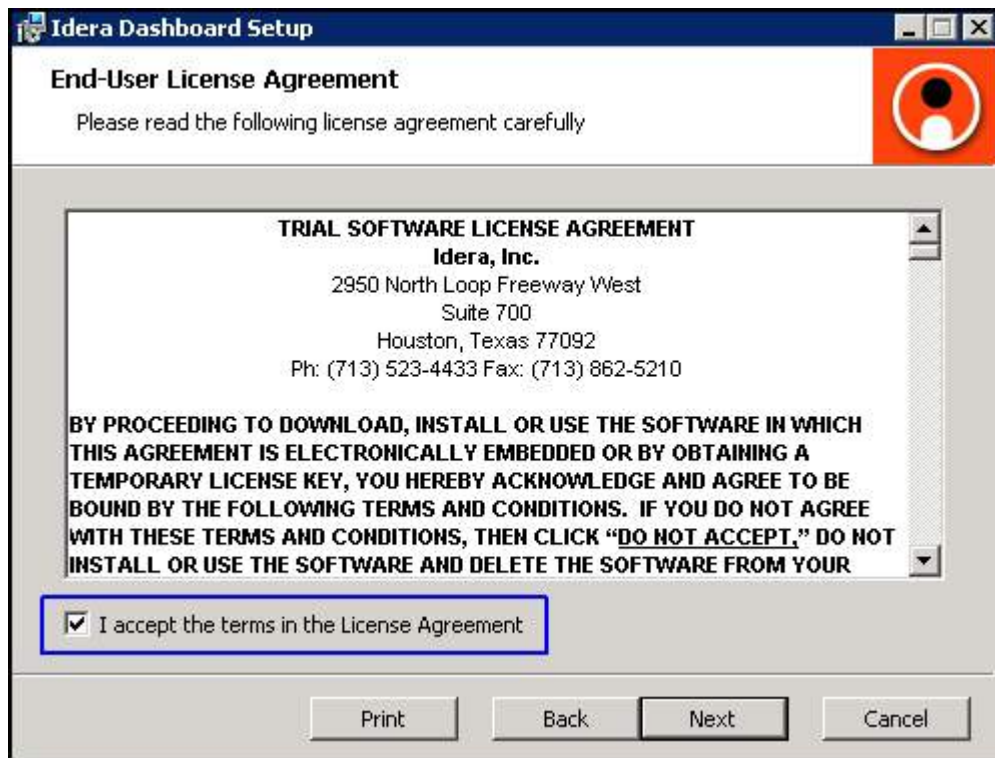 Idera Dashboard Setup
End-User License Agreement
Please read the following license agreement carefully
TRIAL SOFTWARE LICENSE AGREEMENT
Idera, Inc.
2950 North Loop Freeway West
Suite 700
Houston, Texas 77092
Ph: (713) 523-4433 Fax: (713) 862-5210
BY PROCEEDING TO DOWNLOAD, INSTALL OR USE THE SOFTWARE IN WHICH
THIS AGREEMENT IS ELECTRONICALLY EMBEDDED OR BY OBTAINING A
TEMPORARY LICENSE KEY, YOU HEREBY ACKNOWLEDGE AND AGREE TO BE
BOUND BY THE FOLLOWING TERMS AND CONDITIONS.  IF YOU DO NOT AGREE
WITH THESE TERMS AND CONDITIONS, THEN CLICK “DO NOT ACCEPT,” DO NOT
INSTALL OR USE THE SOFTWARE AND DELETE THE SOFTWARE FROM YOUR
I accept the terms in the License Agreement
Print Back Next Cancel